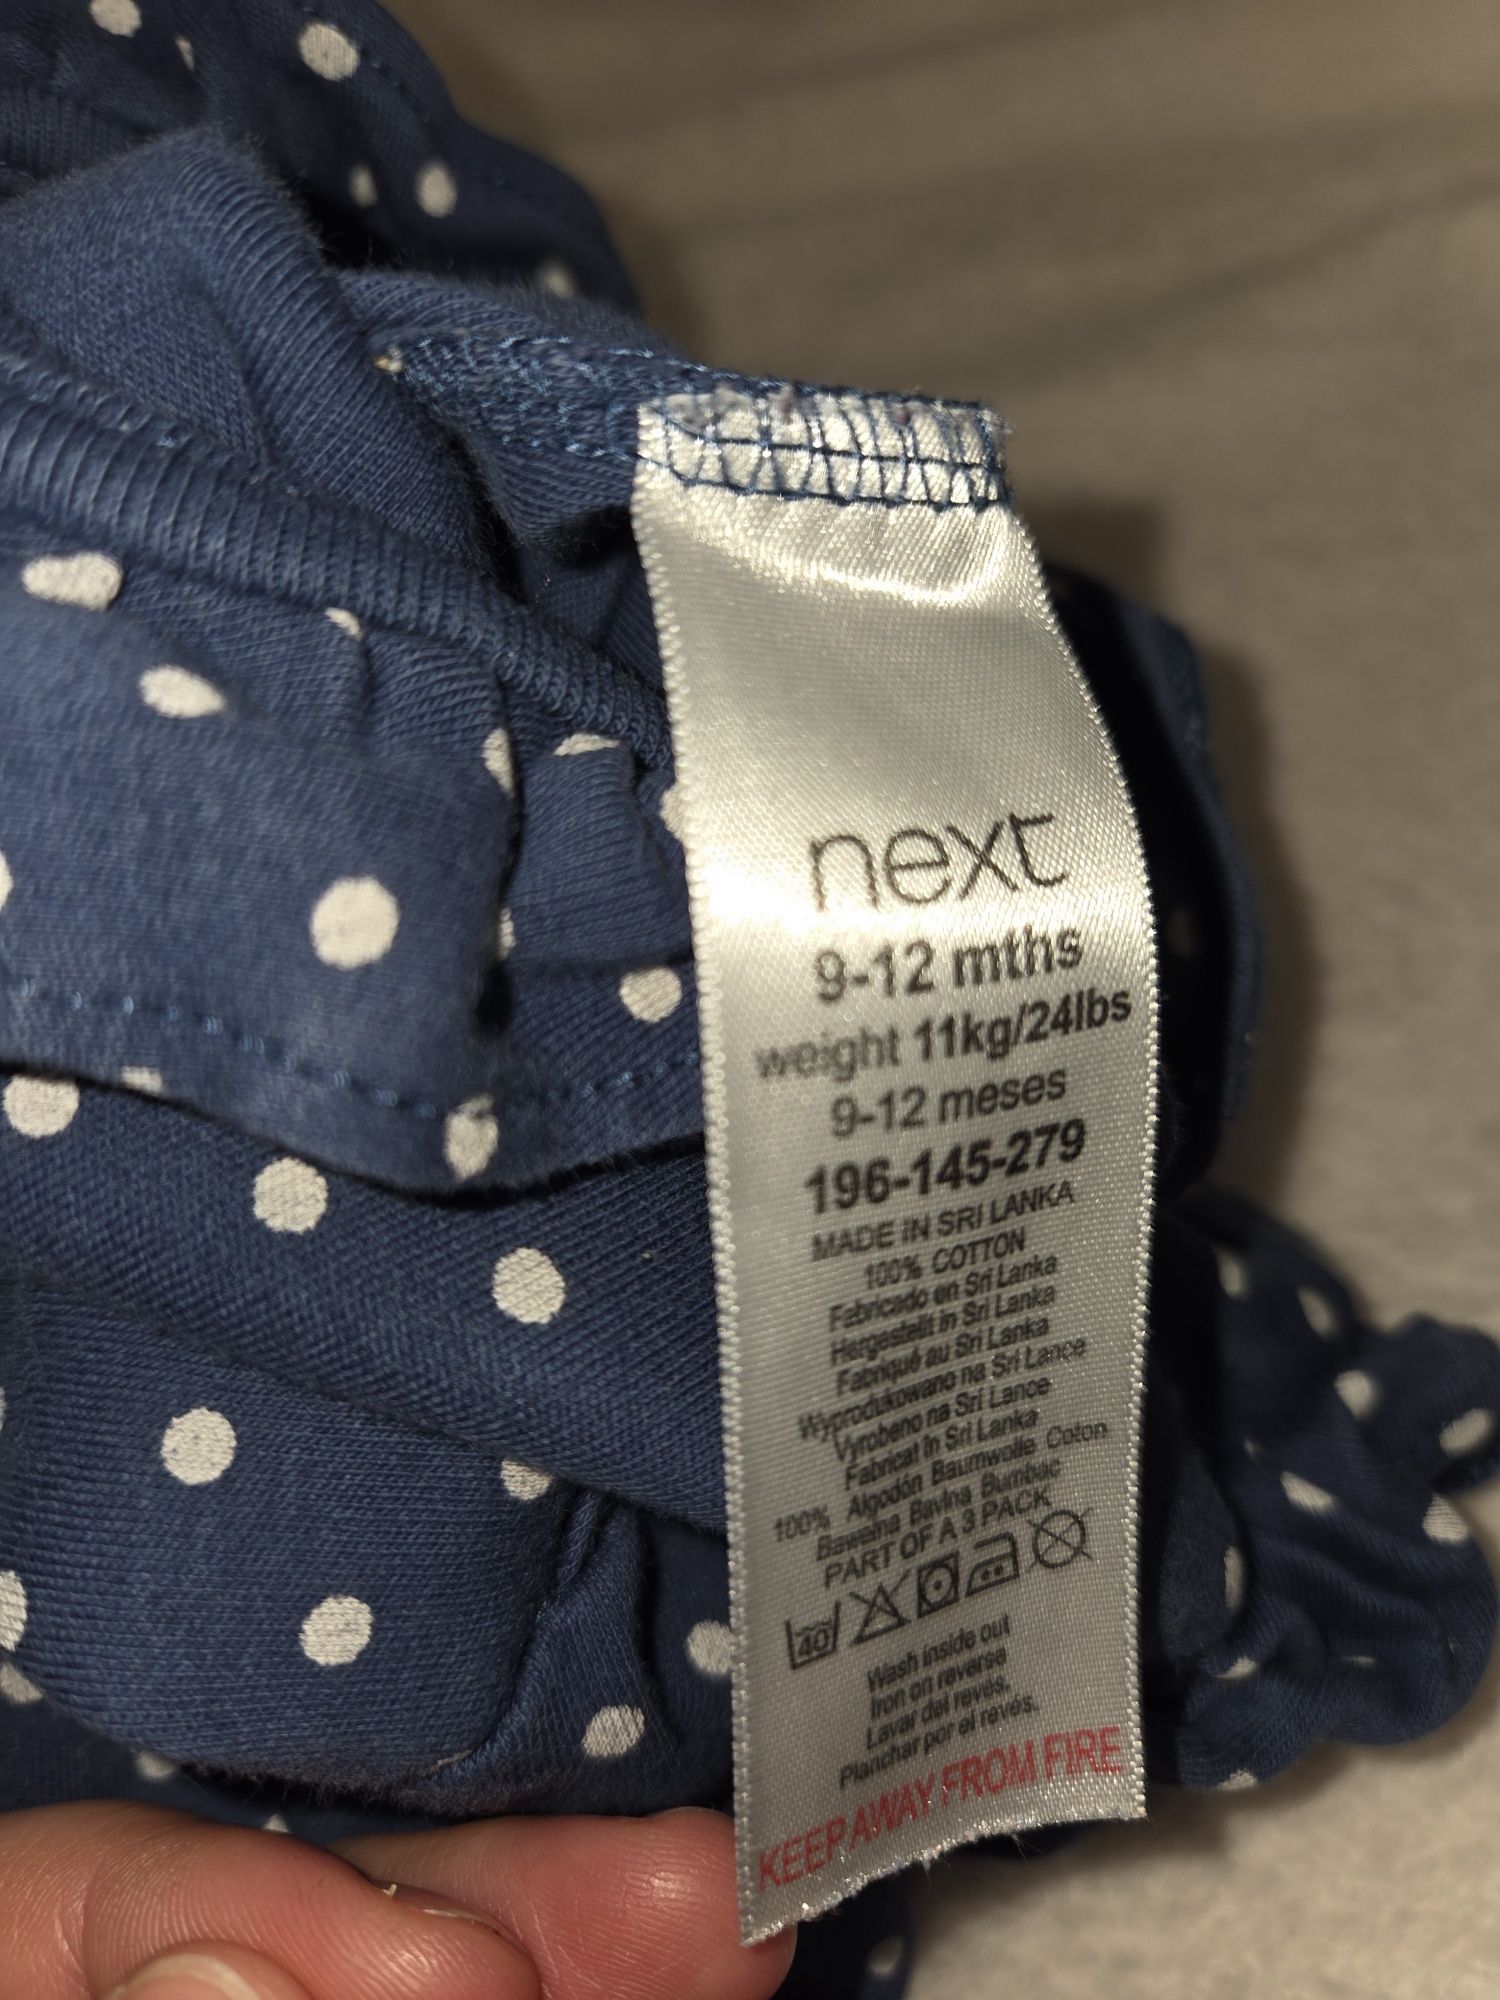 next
9-12 mths
weight 11kg/24lbs
9-12 meses
196-145-279
MADE IN SRI LANKA
100% COTTON
Fabricado en Sri Lanka
Hergestellt in Sri Lanka
Fabriqué au Sri Lanka
Wyprodukowano na Sri Lance
Vyrobeno na Srí Lance
Fabricat în Sri Lanka
100% Algodón Baumwolle Coton
Bawełna Bavlna Bumbac
PART OF A 3 PACK
40
Wash inside out
Iron on reverse
Lavar del revés.
Planchar por el revés.
KEEP AWAY FROM FIRE